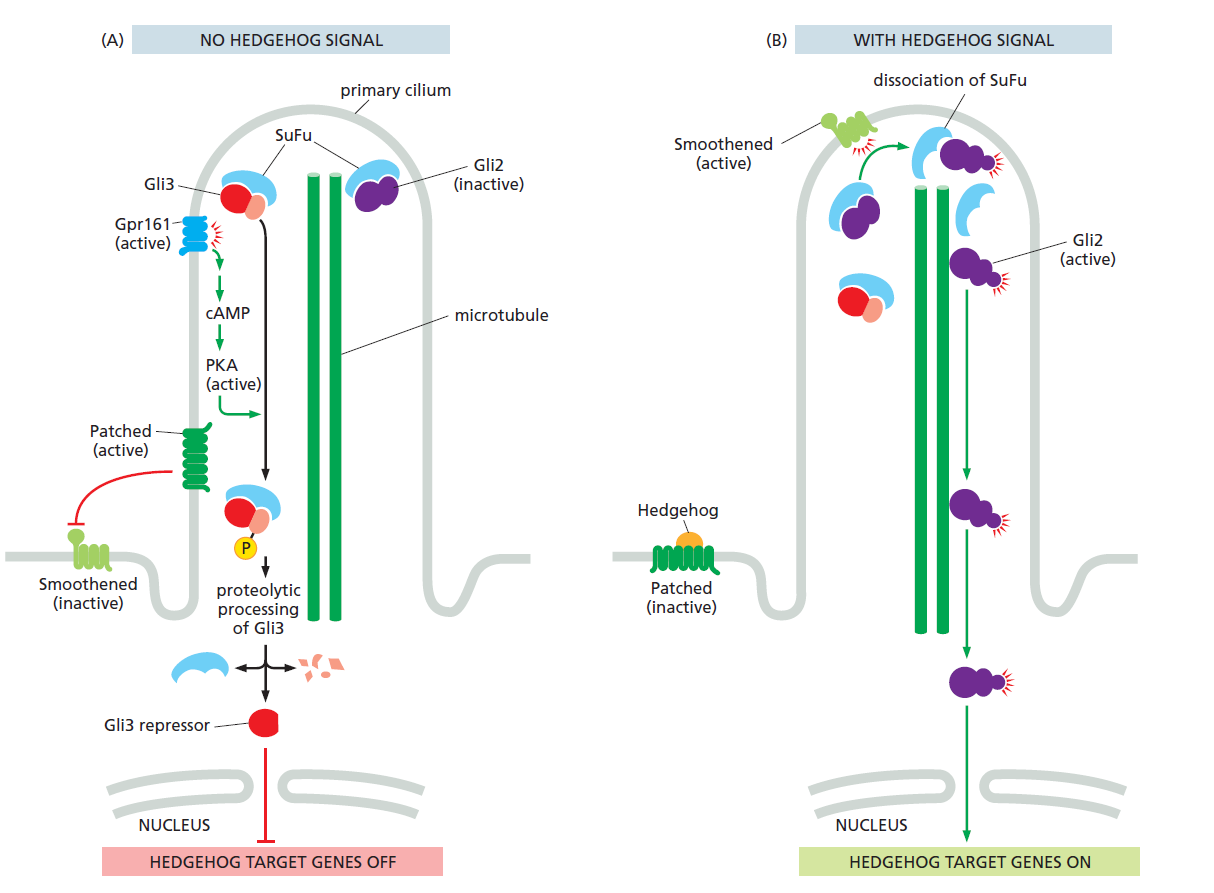 (A) NO HEDGEHOG SIGNAL
primary cilium
SuFu
Gli3
Gli2
(inactive)
Gpr161
(active)
cAMP
microtubule
PKA
(active)
Patched
(active)
Smoothened
(inactive)
P
proteolytic
processing
of Gli3
Gli3 repressor
NUCLEUS
HEDGEHOG TARGET GENES OFF
(B) WITH HEDGEHOG SIGNAL
dissociation of SuFu
Smoothened
(active)
Gli2
(active)
Hedgehog
Patched
(inactive)
NUCLEUS
HEDGEHOG TARGET GENES ON